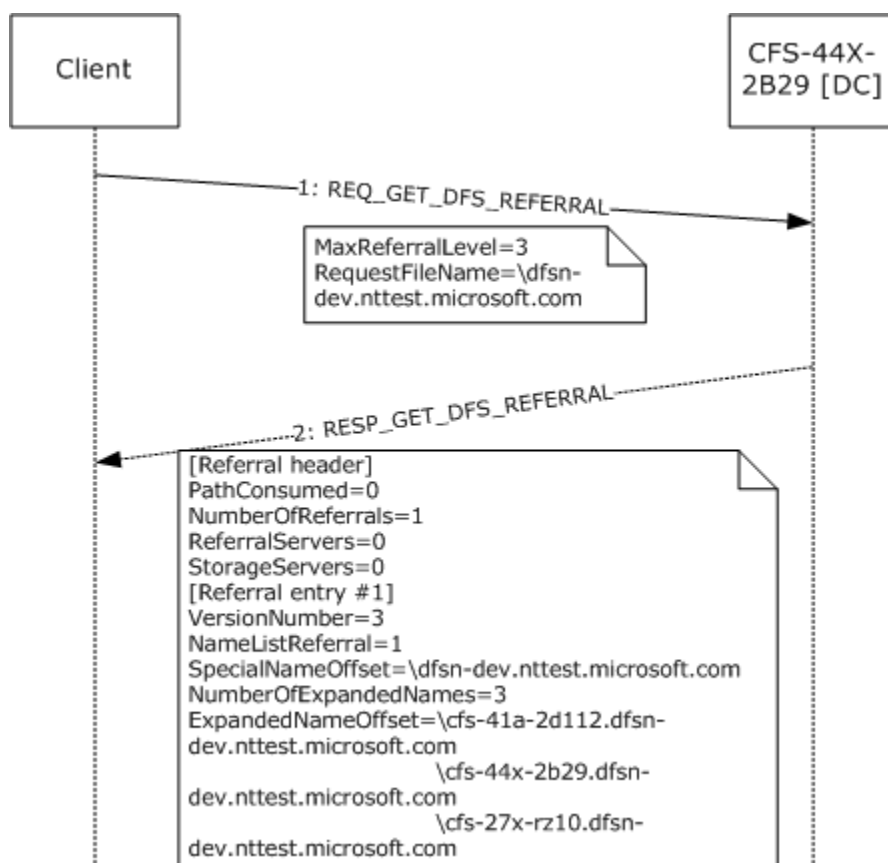 Client
CFS-44X-
2B29 [DC]
1: REQ_GET_DFS_REFERRAL
MaxReferralLevel=3
RequestFileName=\dfsn-
dev.nttest.microsoft.com
2: RESP_GET_DFS_REFERRAL
[Referral header]
PathConsumed=0
NumberOfReferrals=1
ReferralServers=0
StorageServers=0
[Referral entry #1]
VersionNumber=3
NameListReferral=1
SpecialNameOffset=\dfsn-dev.nttest.microsoft.com
NumberOfExpandedNames=3
ExpandedNameOffset=\cfs-41a-2d112.dfsn-
dev.nttest.microsoft.com
\cfs-44x-2b29.dfsn-
dev.nttest.microsoft.com
\cfs-27x-rz10.dfsn-
dev.nttest.microsoft.com